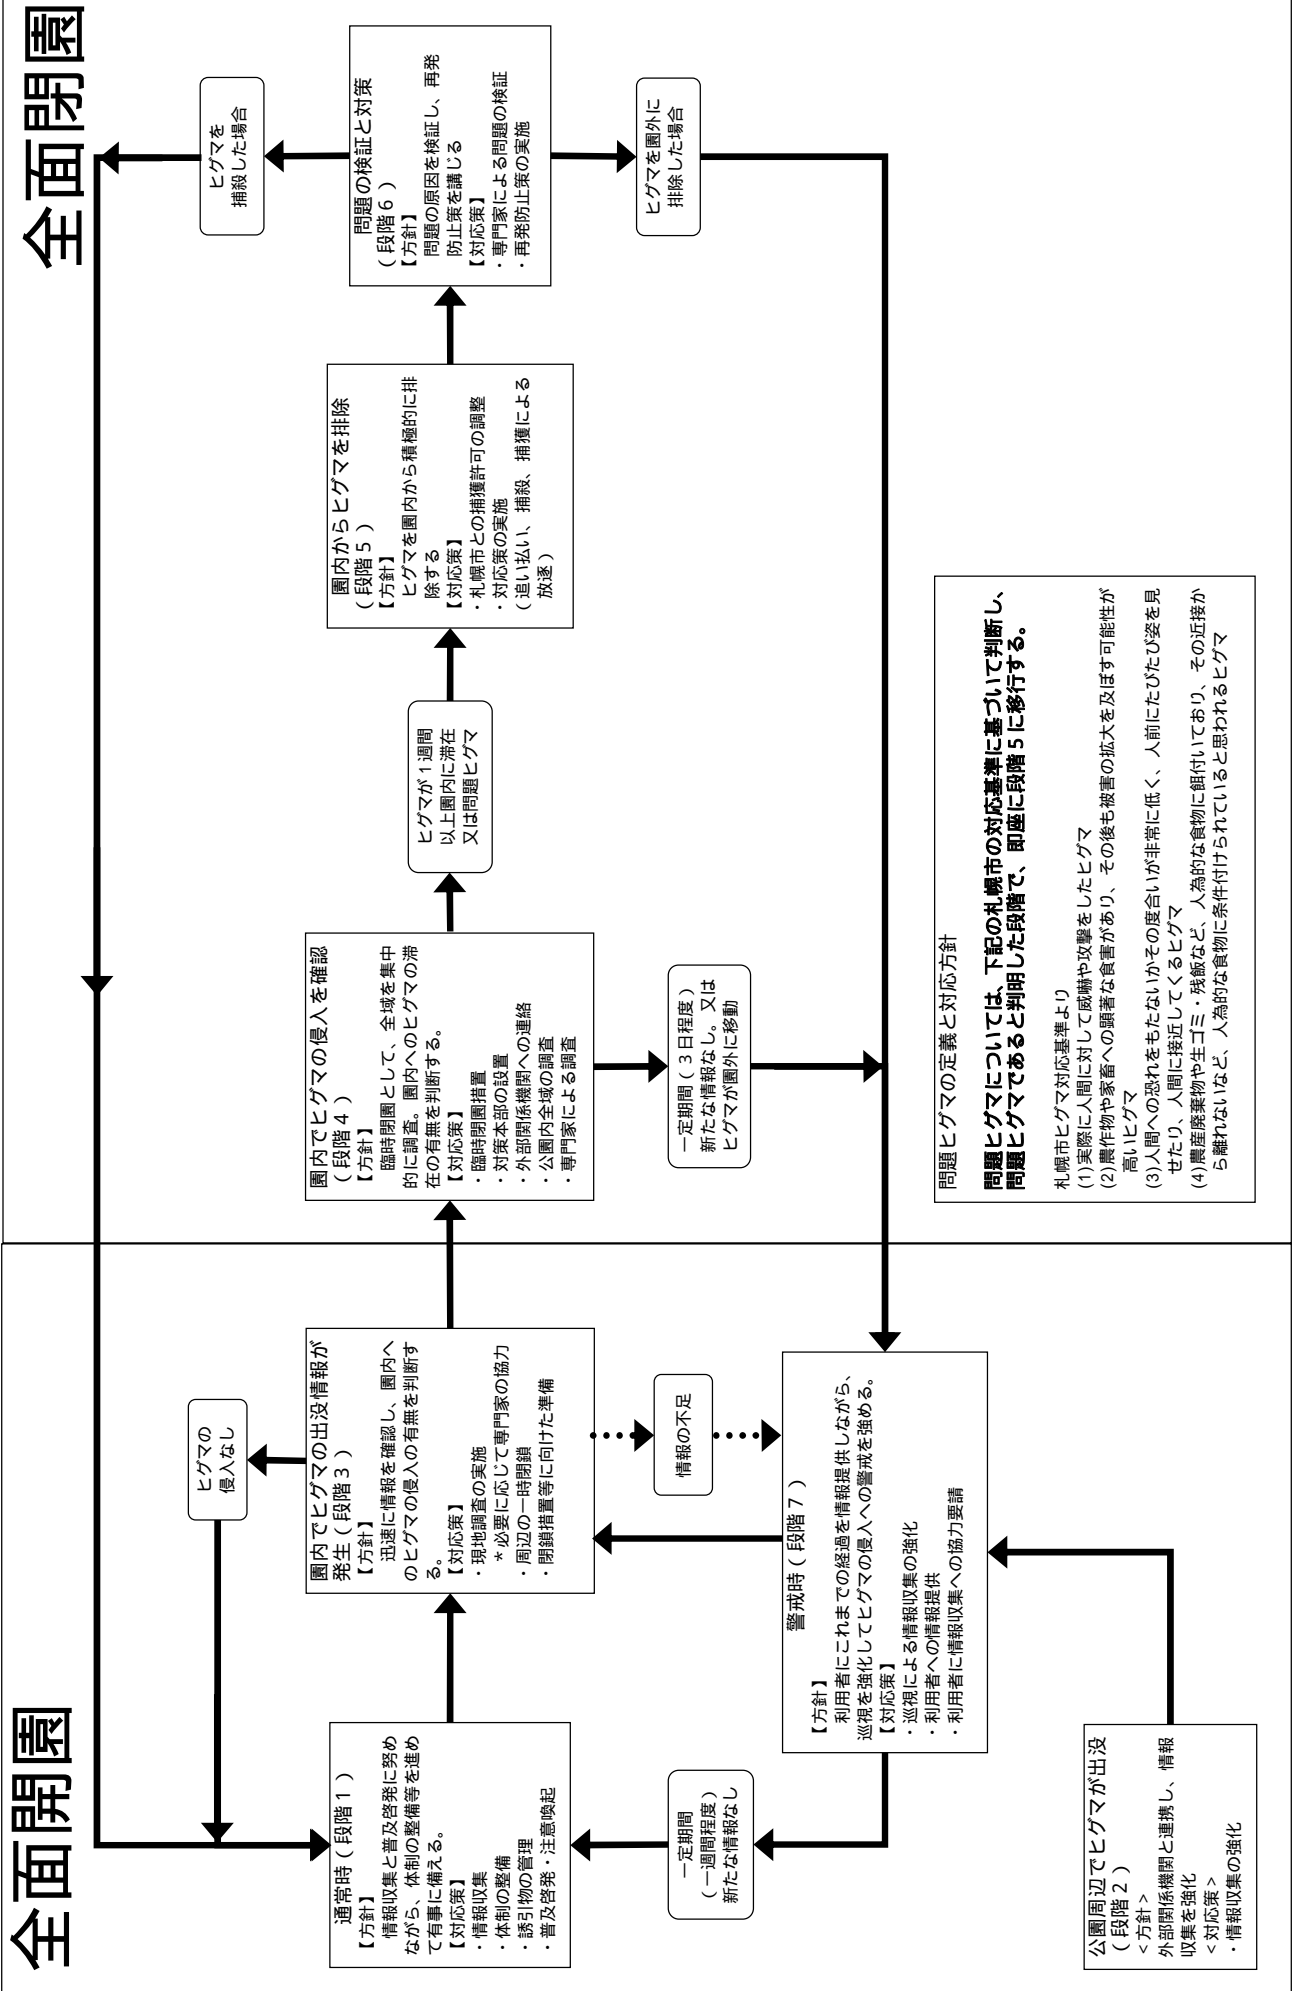 全面開園
全面閉園
通常時(段階1)
【方針】
情報収集と普及啓発に努め
ながら、体制の整備等を進め
て有事に備える。
【対応策】
・情報収集
・体制の整備
・誘引物の管理
・普及啓発・注意喚起
ヒグマの
侵入なし
園内でヒグマの出没情報が
発生(段階3)
【方針】
迅速に情報を確認し、園内へ
のヒグマの侵入の有無を判断す
る。
【対応策】
・現地調査の実施
*必要に応じて専門家の協力
・周辺の一時閉鎖
・閉鎖措置等に向けた準備
園内でヒグマの侵入を確認
(段階4)
【方針】
臨時閉園として、全域を集中
的に調査。園内へのヒグマの滞
在の有無を判断する。
【対応策】
・臨時閉園措置
・対策本部の設置
・外部関係機関への連絡
・公園内全域の調査
・専門家による調査
ヒグマが1週間
以上園内に滞在
又は問題ヒグマ
園内からヒグマを排除
(段階5)
【方針】
ヒグマを園内から積極的に排
除する
【対応策】
・札幌市との捕獲許可の調整
・対応策の実施
(追い払い、捕殺、捕獲による
放逐)
ヒグマを
捕殺した場合
問題の検証と対策
(段階6)
【方針】
問題の原因を検証し、再発
防止策を講じる
【対応策】
・専門家による問題の検証
・再発防止策の実施
ヒグマを園外に
排除した場合
一定期間(3日程度)
新たな情報なし。又は
ヒグマが園外に移動
情報の不足
一定期間
(一週間程度)
新たな情報なし
警戒時(段階7)
【方針】
利用者にこれまでの経過を情報提供しながら、
巡視を強化してヒグマの侵入への警戒を強める。
【対応策】
・巡視による情報収集の強化
・利用者への情報提供
・利用者に情報収集への協力要請
公園周辺でヒグマが出没
(段階2)
<方針>
外部関係機関と連携し、情報
収集を強化
<対応策>
・情報収集の強化
問題ヒグマの定義と対応方針
問題ヒグマについては、下記の札幌市の対応基準に基づいて判断し、
問題ヒグマであると判明した段階で、即座に段階5に移行する。
札幌市ヒグマ対応基準より
(1)実際に人間に対して威嚇や攻撃をしたヒグマ
(2)農作物や家畜への顕著な食害があり、その後も被害の拡大を及ぼす可能性が
高いヒグマ
(3)人間への恐れをもたないかその度合いが非常に低く、人前にたびたび姿を見
せたり、人間に接近してくるヒグマ
(4)農産廃棄物や生ゴミ・残飯など、人為的な食物に餌付いており、その近接か
ら離れないなど、人為的な食物に条件付けられていると思われるヒグマ